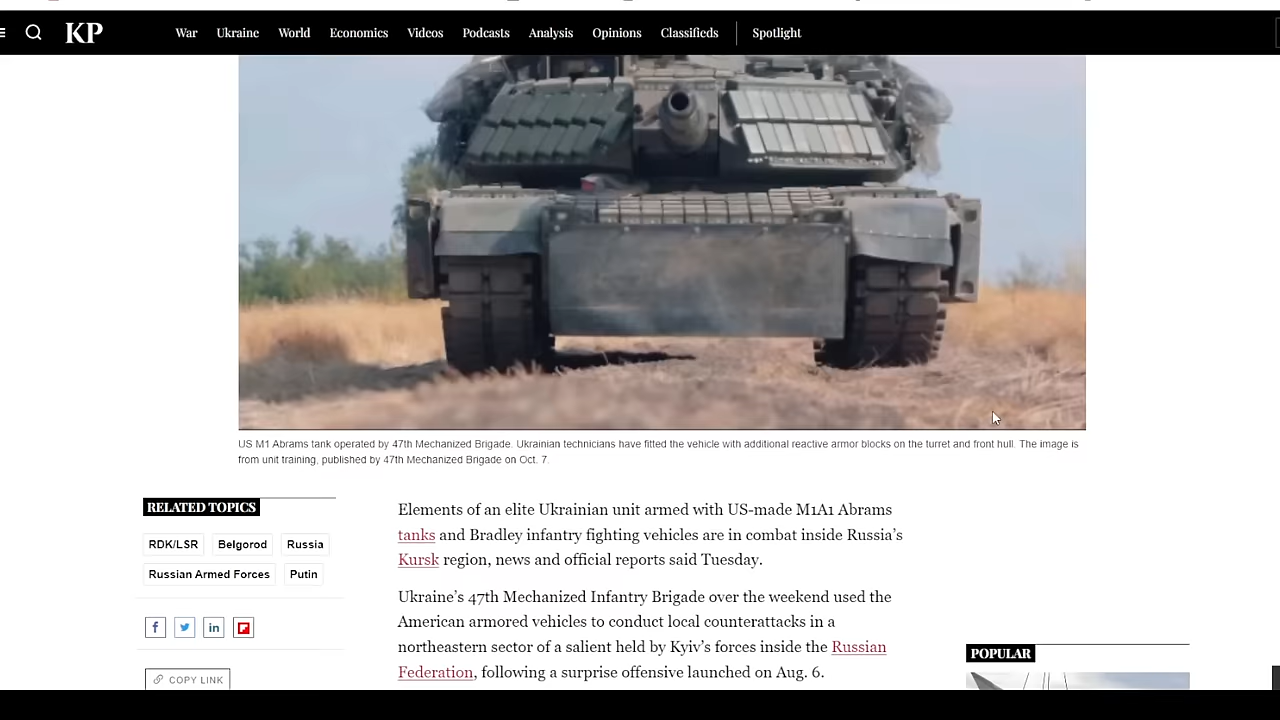 KP
War
Ukraine
World
Economics
Videos
Podcasts
Analysis
Opinions
Classifieds
Spotlight
US M1 Abrams tank operated by 47th Mechanized Brigade. Ukrainian technicians have fitted the vehicle with additional reactive armor blocks on the turret and front hull. The image is
from unit training, published by 47th Mechanized Brigade on Oct. 7.
RELATED TOPICS
RDK/LSR
Belgorod
Russia
Russian Armed Forces
Putin
COPY LINK
Elements of an elite Ukrainian unit armed with US-made M1A1 Abrams
tanks and Bradley infantry fighting vehicles are in combat inside Russia’s
Kursk region, news and official reports said Tuesday.
Ukraine’s 47th Mechanized Infantry Brigade over the weekend used the
American armored vehicles to conduct local counterattacks in a
northeastern sector of a salient held by Kyiv’s forces inside the Russian
Federation, following a surprise offensive launched on Aug. 6.
POPULAR